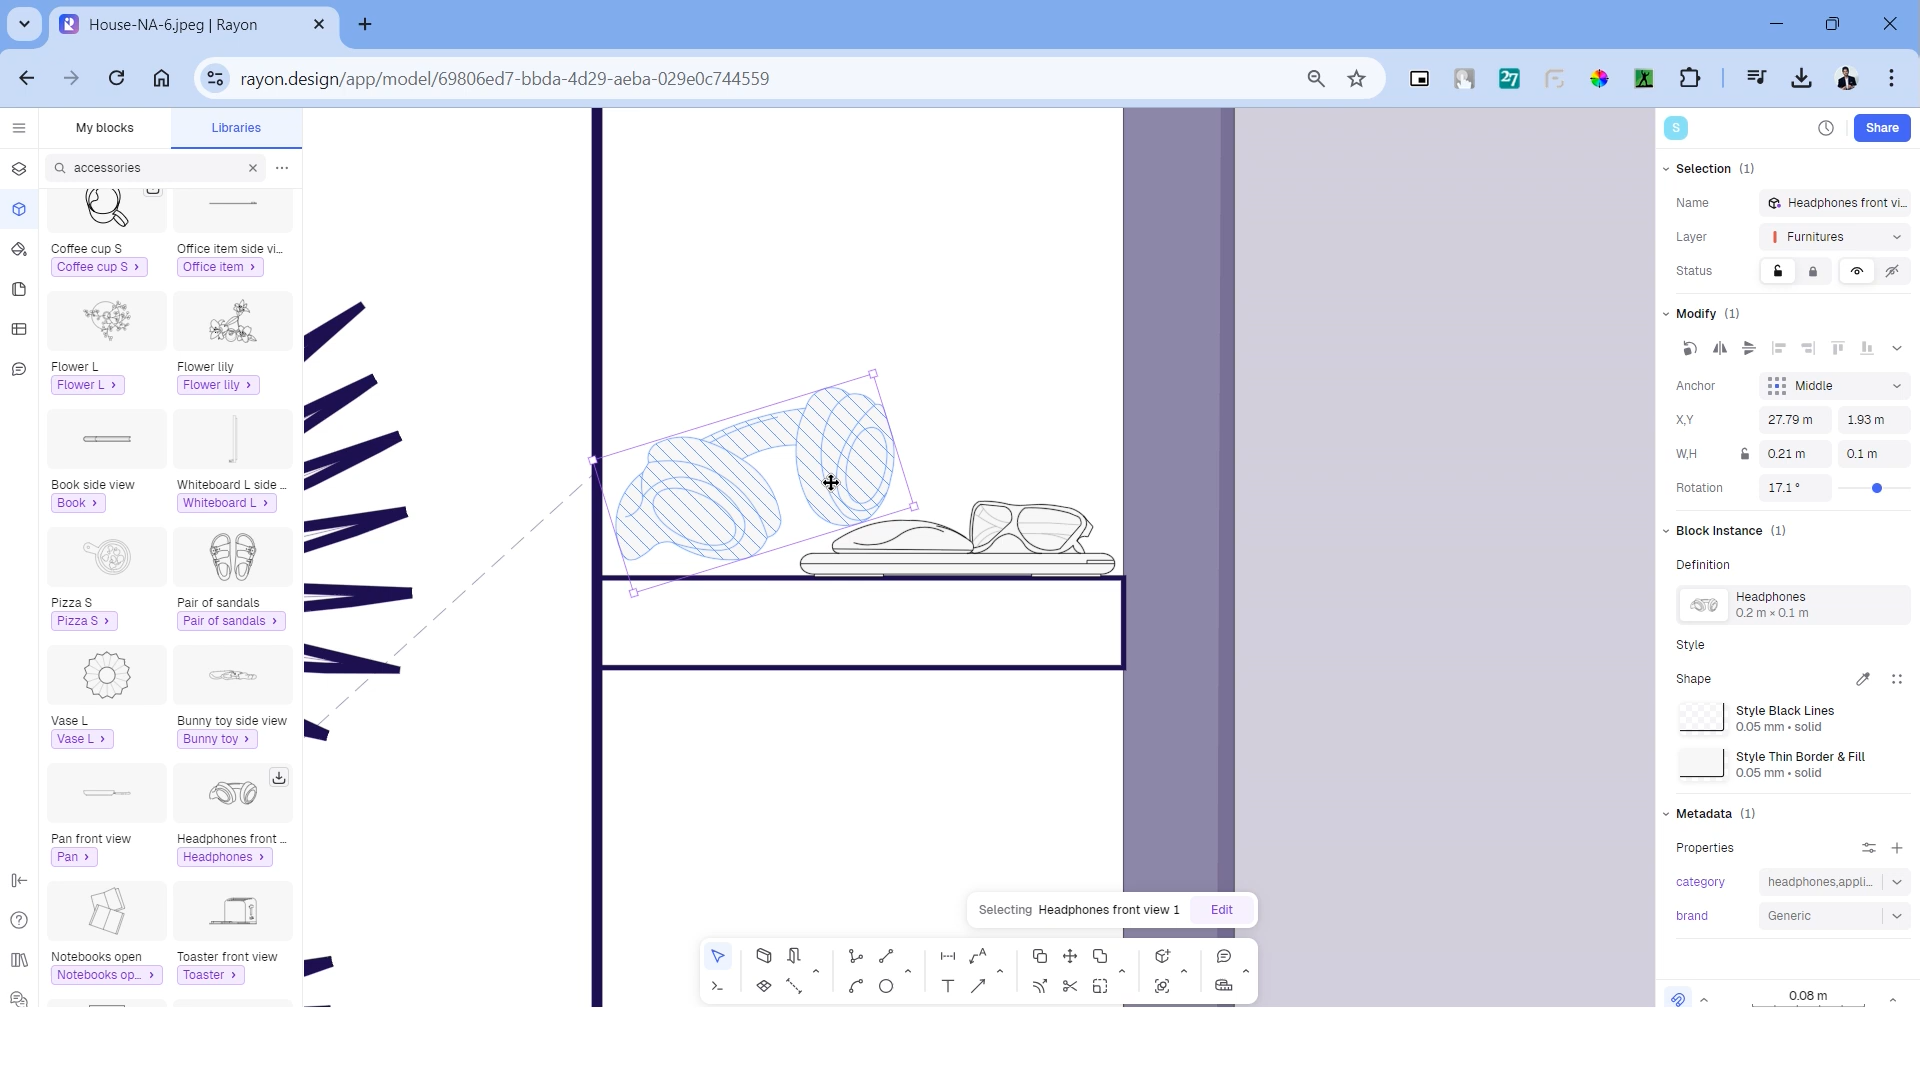 House-NA-6.jpeg | Rayon
rayon.design/app/model/69806ed7-bbda-4d29-aeba-029e0c744559
27
My blocks
Libraries
S
Share
accessories
Coffee cup S
Coffee cup S
Office item side vi...
Office item
Flower L
Flower L
Flower lily
Flower lily
Book side view
Book
Whiteboard L side ...
Whiteboard L
Pizza S
Pizza S
Pair of sandals
Pair of sandals
Vase L
Vase L
Bunny toy side view
Bunny toy
Pan front view
Pan
Headphones front ...
Headphones
Notebooks open
Notebooks op...
Toaster front view
Toaster
Selecting Headphones front view 1
Edit
Selection (1)
Name
Headphones front vi...
Layer
Furnitures
Status
Modify (1)
Anchor
Middle
X,Y
27.79 m
1.93 m
W,H
0.21 m
0.1 m
Rotation
17.1 °
Block Instance (1)
Definition
Headphones
0.2 m × 0.1 m
Style
Shape
Style Black Lines
0.05 mm • solid
Style Thin Border & Fill
0.05 mm • solid
Metadata (1)
Properties
category
headphones,appli...
brand
Generic
0.08 m